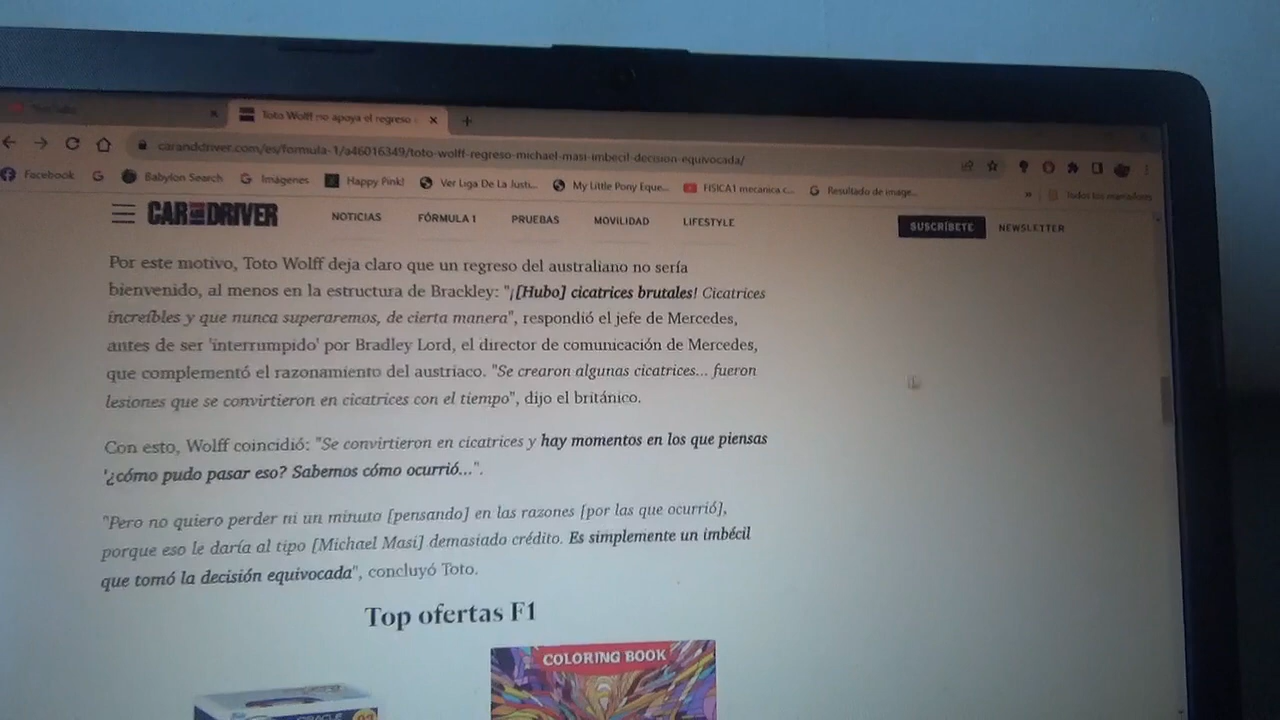 Toto Wolff no apoya el regreso
caranddriver.com/es/formula-1/a46016349/toto-wolff-regreso-michael-masi-imbecil-decision-equivocada/
Facebook Babylon Search Imágenes Happy Pink! Ver Liga De La Justi... My Little Pony Eque... FISICA1 mecanica c... Resultado de image... » Todos los marcadores
CAR AND DRIVER NOTICIAS FÓRMULA 1 PRUEBAS MOVILIDAD LIFESTYLE SUSCRÍBETE NEWSLETTER
Por este motivo, Toto Wolff deja claro que un regreso del australiano no sería
bienvenido, al menos en la estructura de Brackley: "¡[Hubo] cicatrices brutales! Cicatrices
increíbles y que nunca superaremos, de cierta manera", respondió el jefe de Mercedes,
antes de ser 'interrumpido' por Bradley Lord, el director de comunicación de Mercedes,
que complementó el razonamiento del austriaco. "Se crearon algunas cicatrices... fueron
lesiones que se convirtieron en cicatrices con el tiempo", dijo el británico.
Con esto, Wolff coincidió: "Se convirtieron en cicatrices y hay momentos en los que piensas
'¿cómo pudo pasar eso? Sabemos cómo ocurrió...".
"Pero no quiero perder ni un minuto [pensando] en las razones [por las que ocurrió],
porque eso le daría al tipo [Michael Masi] demasiado crédito. Es simplemente un imbécil
que tomó la decisión equivocada", concluyó Toto.
Top ofertas F1
COLORING BOOK
ORACLE